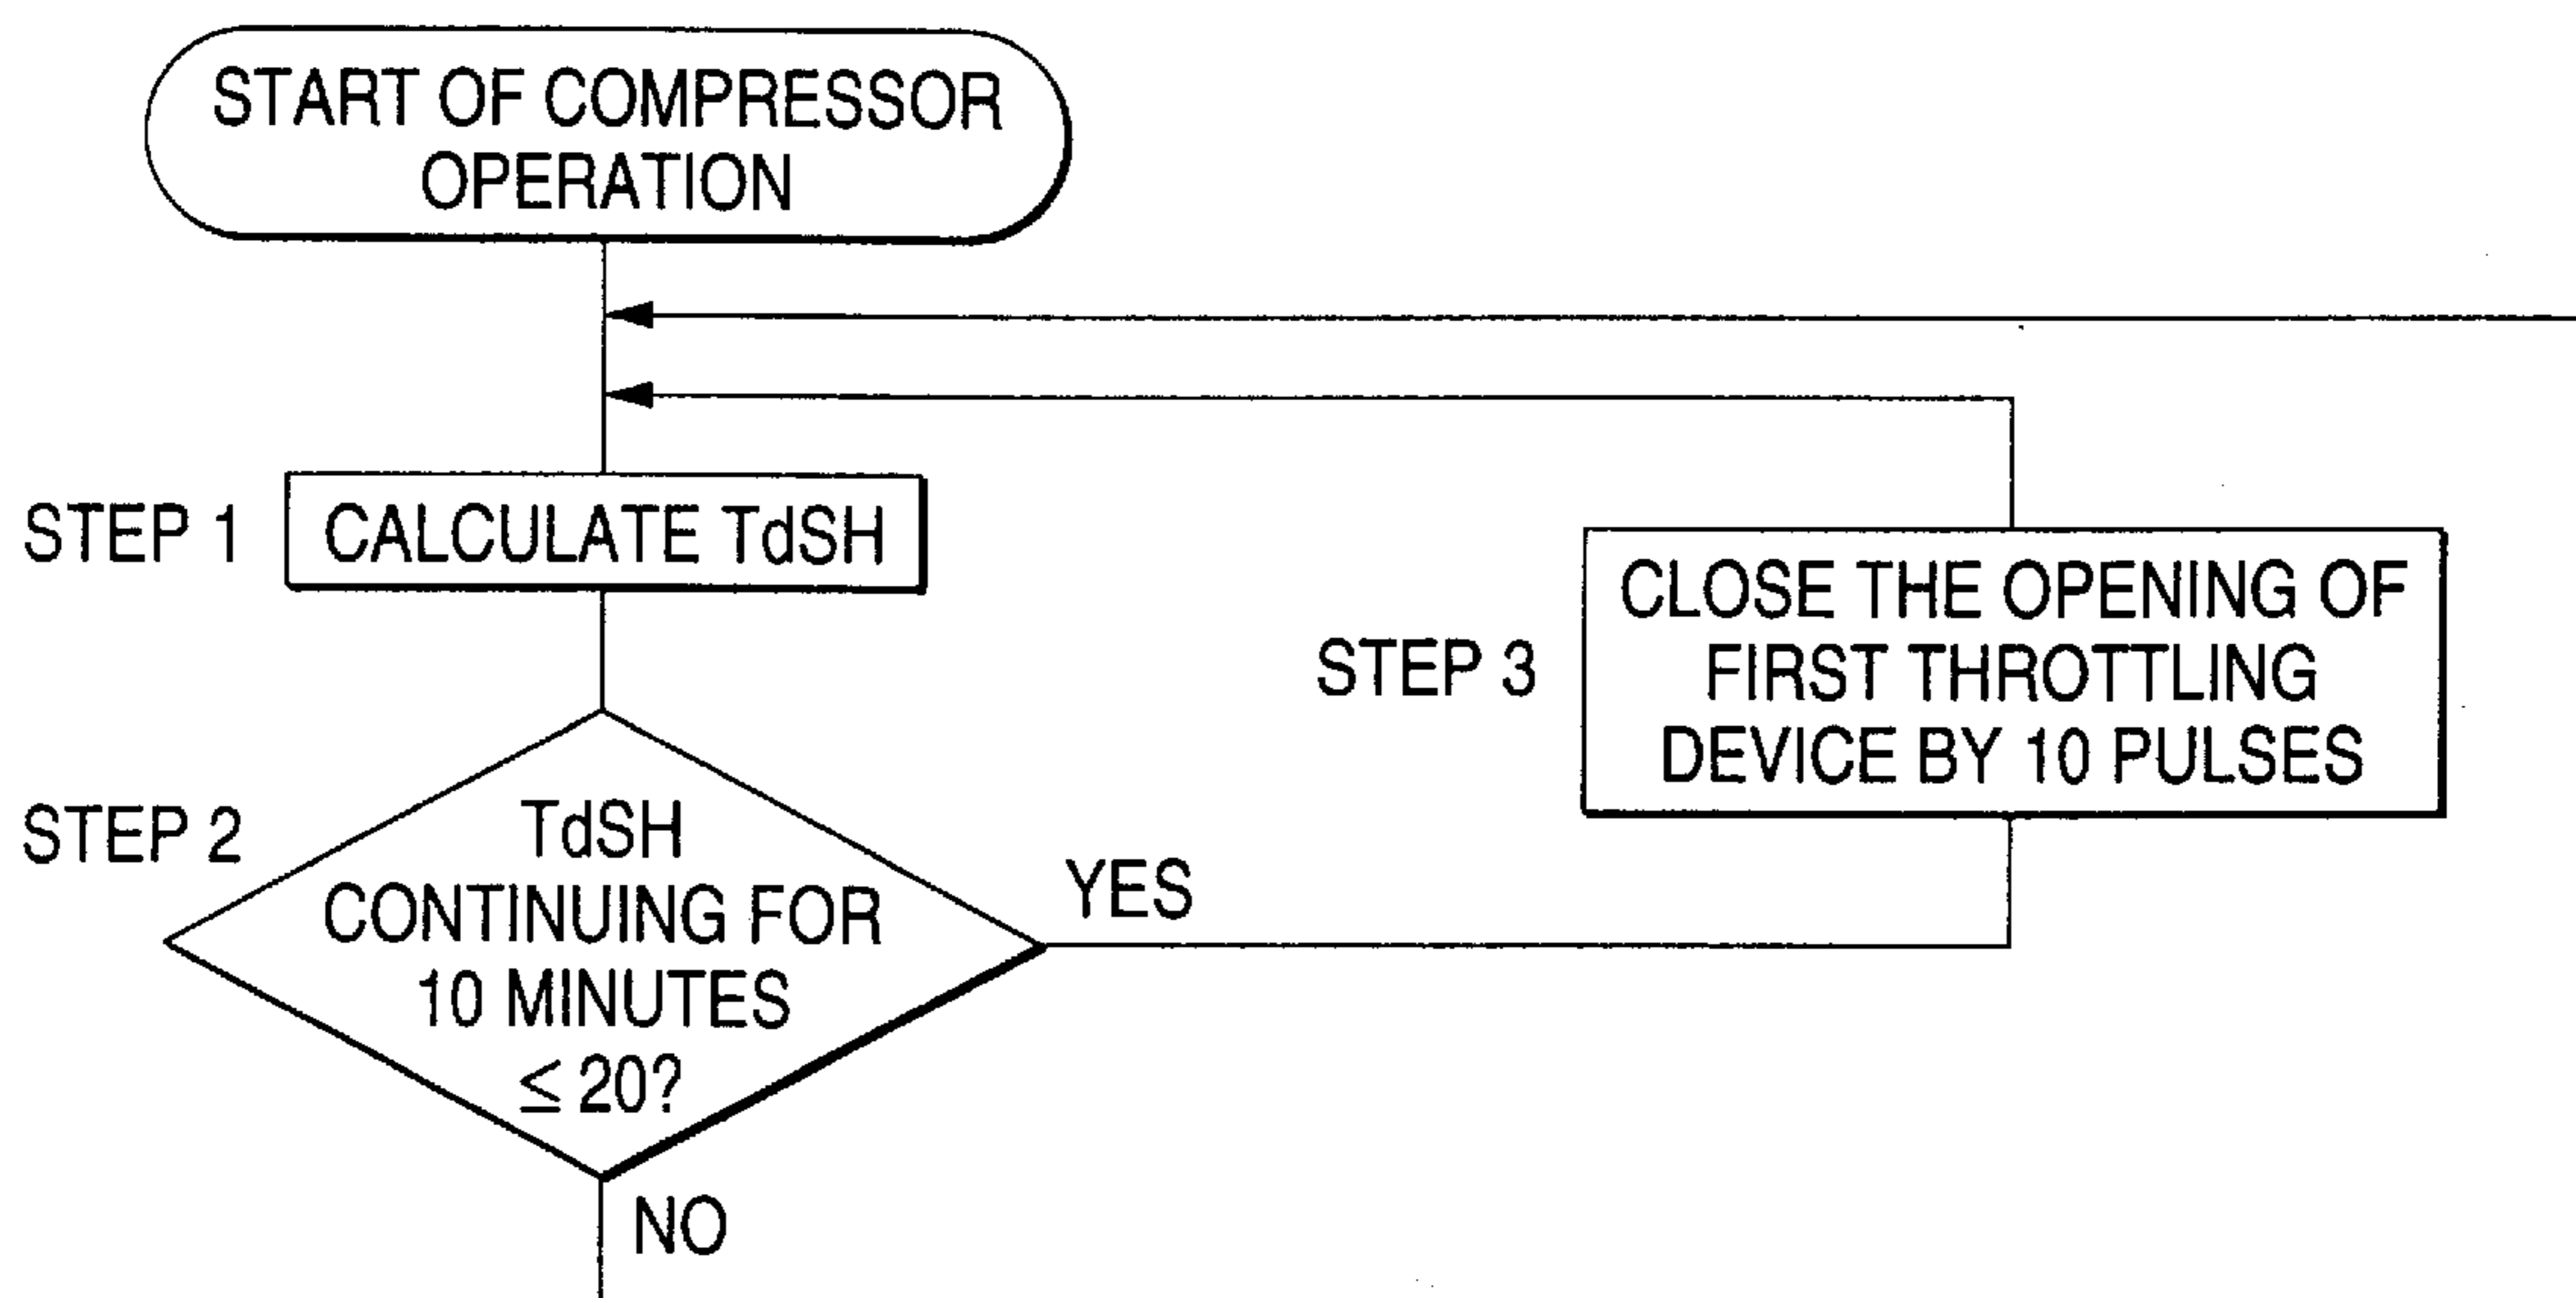 START OF COMPRESSOR
OPERATION
STEP 1
CALCULATE TdSH
STEP 2
TdSH
CONTINUING FOR
10 MINUTES
≤ 20?
YES
NO
STEP 3
CLOSE THE OPENING OF
FIRST THROTTLING
DEVICE BY 10 PULSES